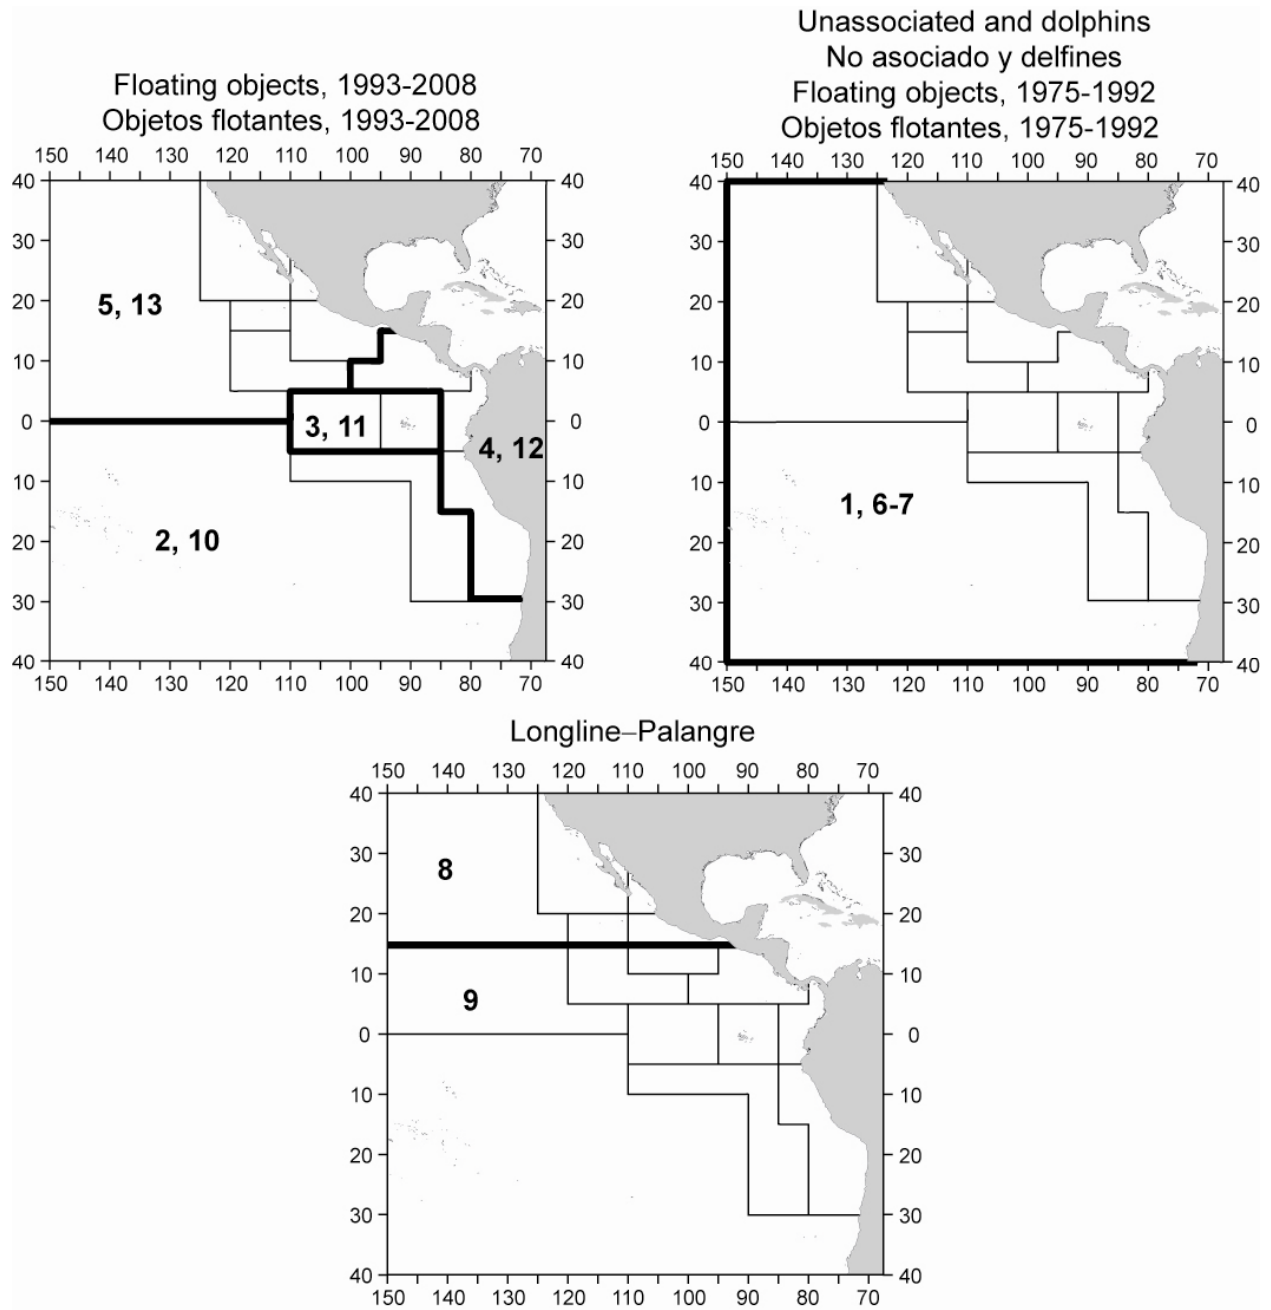 Floating objects, 1993-2008
Objetos flotantes, 1993-2008
150 140 130 120 110 100 90 80 70
40 40
30 30
20 20
5, 13
10 10
0 0
3, 11
4, 12
10 10
2, 10
20 20
30 30
40 40
150 140 130 120 110 100 90 80 70
Unassociated and dolphins
No asociado y delfines
Floating objects, 1975-1992
Objetos flotantes, 1975-1992
150 140 130 120 110 100 90 80 70
40 40
30 30
20 20
10 10
0 0
10 10
1, 6-7
20 20
30 30
40 40
150 140 130 120 110 100 90 80 70
Longline–Palangre
150 140 130 120 110 100 90 80 70
40 40
30 30
8
20 20
10 10
9
0 0
10 10
20 20
30 30
40 40
150 140 130 120 110 100 90 80 70